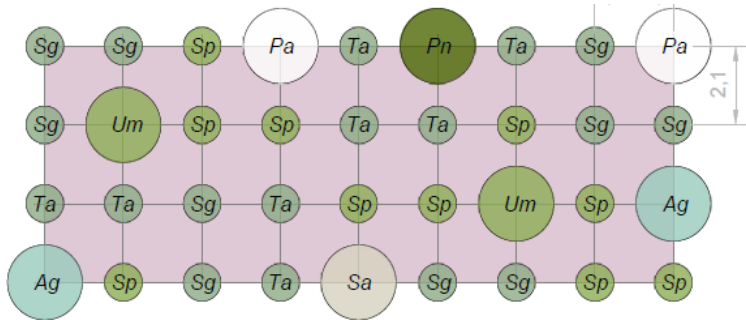 Sg Sg Sp Pa Ta Pn Ta Sg Pa
2,1
Sg Um Sp Sp Ta Ta Sp Sg Sg
Ta Ta Sg Ta Sp Sp Um Sp Ag
Ag Sp Sg Ta Sa Sg Sg Sp Sp